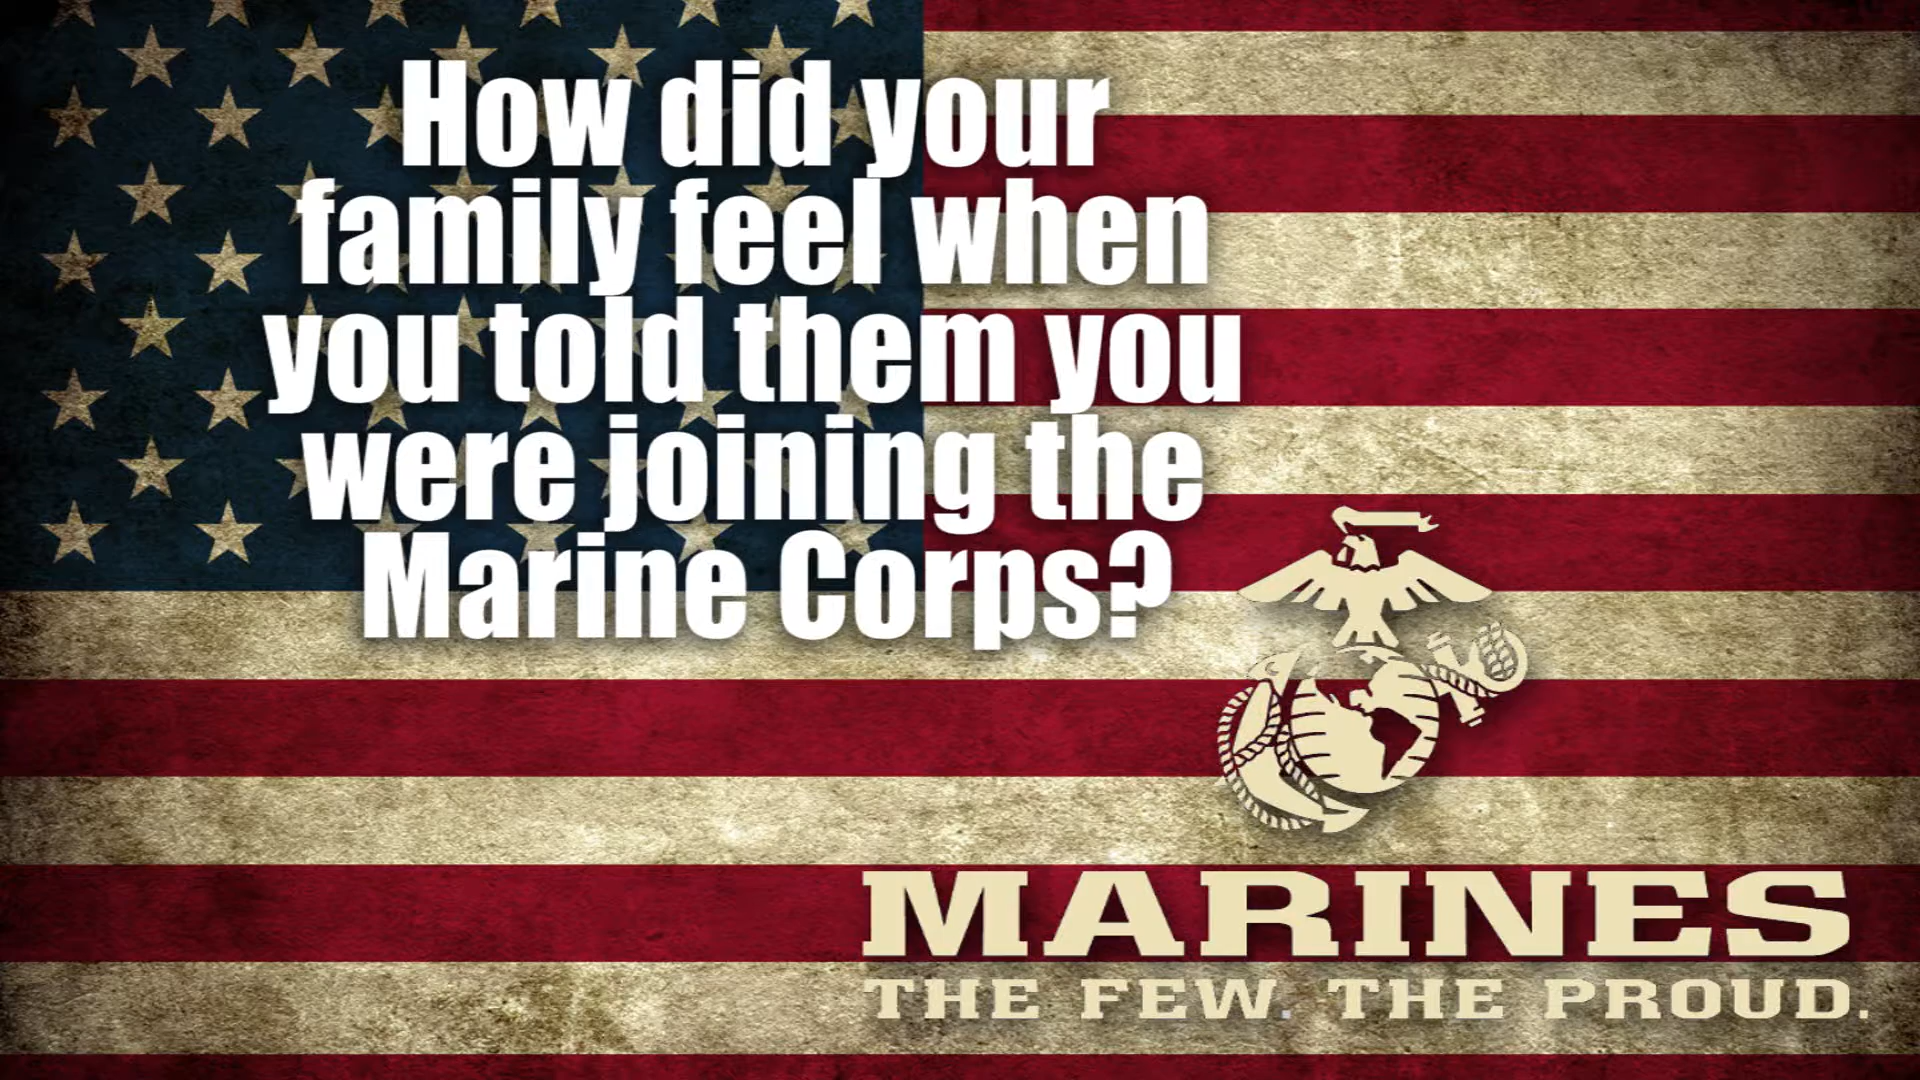 How did your
family feel when
you told them you
were joining the
Marine Corps?
MARINES
THE FEW. THE PROUD.